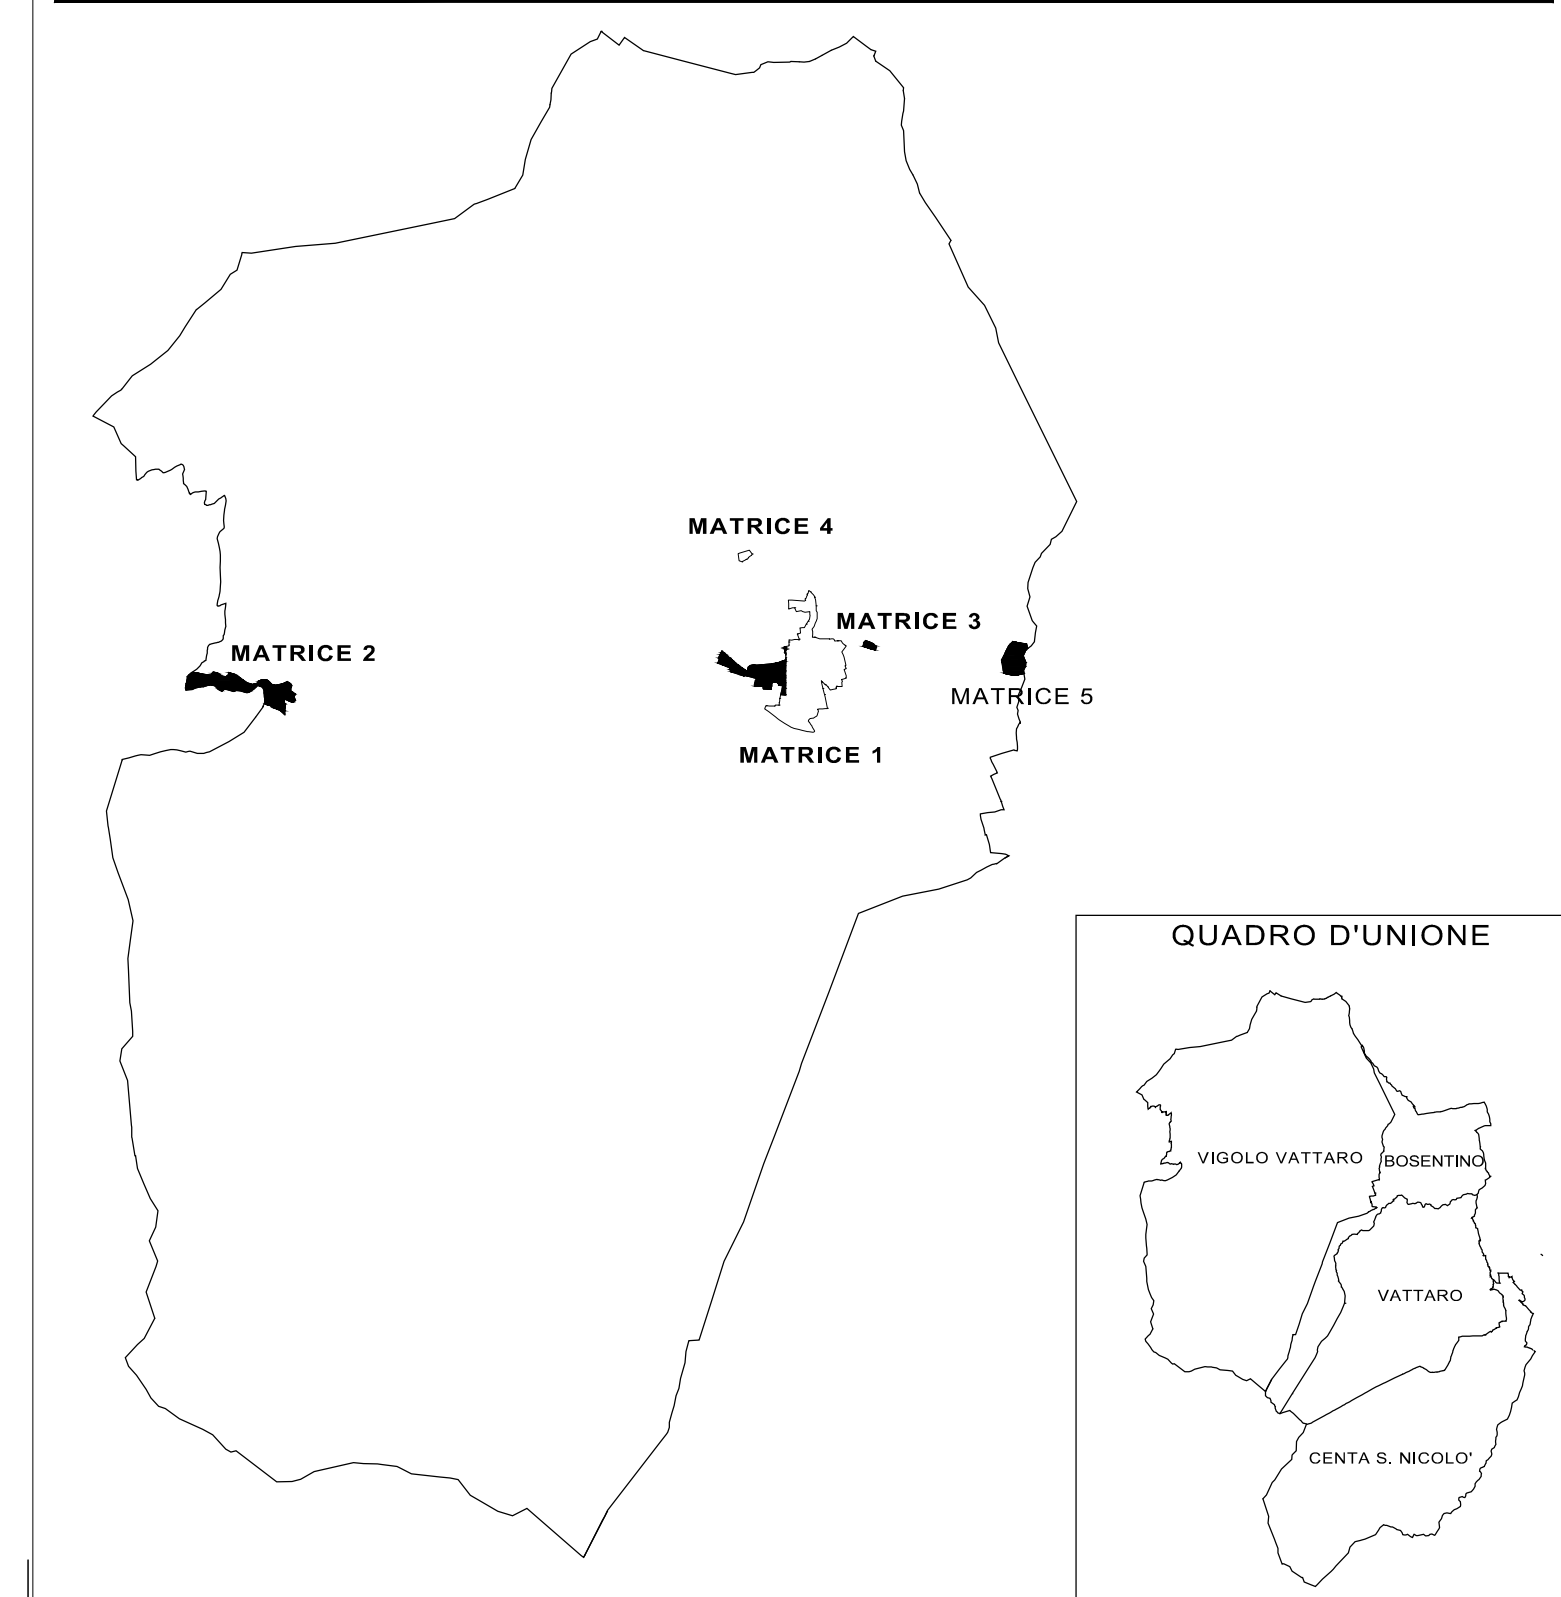 MATRICE 4
MATRICE 3
MATRICE 2
MATRICE 5
MATRICE 1
QUADRO D'UNIONE
VIGOLO VATTARO
BOSENTINO
VATTARO
CENTA S. NICOLO'